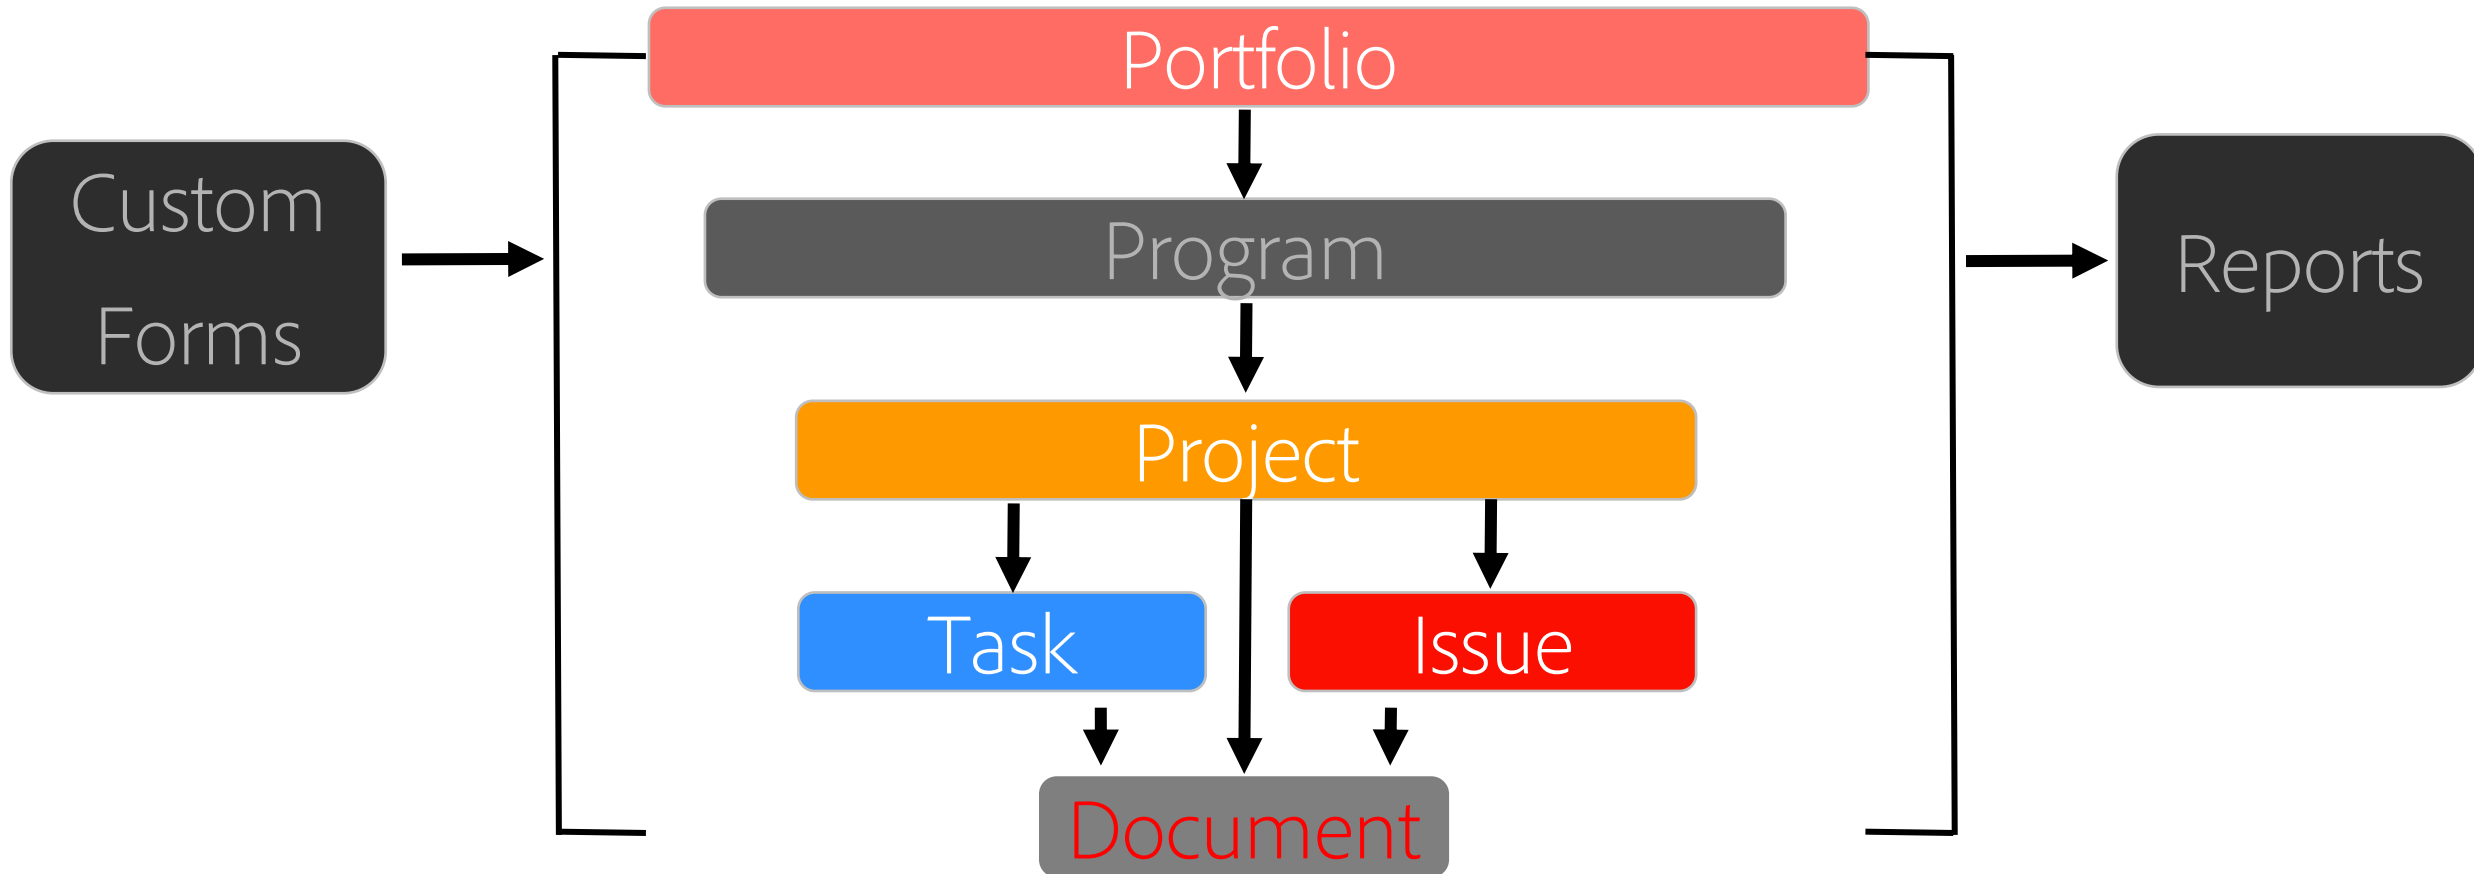 Portfolio
Custom
Forms
Program
Reports
Project
Task
Issue
Document